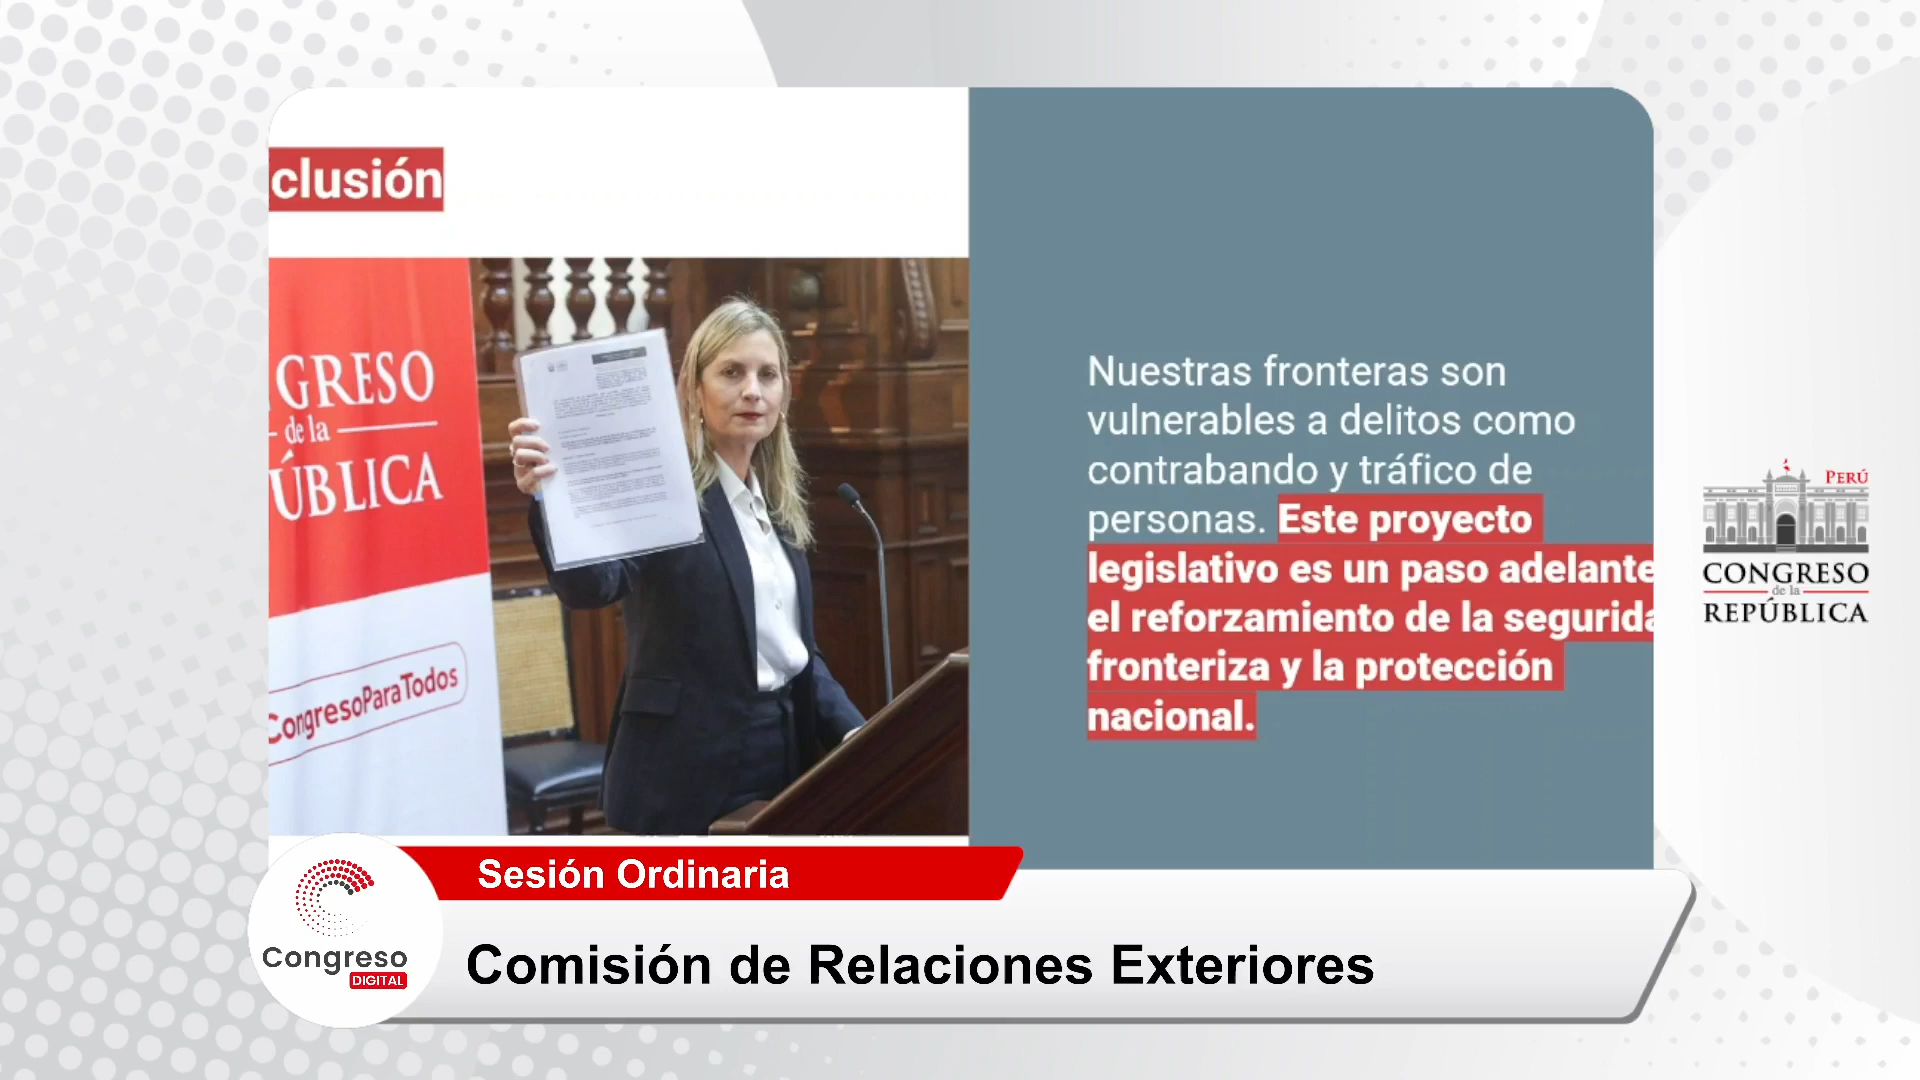 clusión
NGRESO
de la
PÚBLICA
CongresoParaTodos
Nuestras fronteras son
vulnerables a delitos como
contrabando y tráfico de
personas. Este proyecto
legislativo es un paso adelante
el reforzamiento de la segurida
fronteriza y la protección
nacional.
PERÚ
CONGRESO
de la
REPÚBLICA
Sesión Ordinaria
Comisión de Relaciones Exteriores
Congreso
DIGITAL